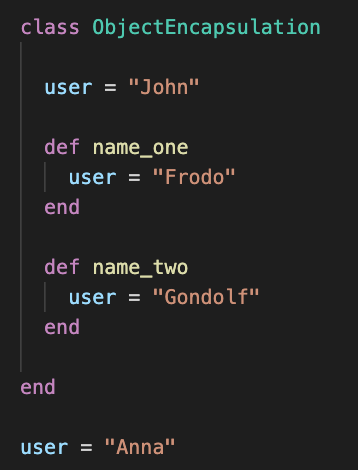 class ObjectEncapsulation
user = "John"
def name_one
user = "Frodo"
end
def name_two
user = "Gondolf"
end
end
user = "Anna"